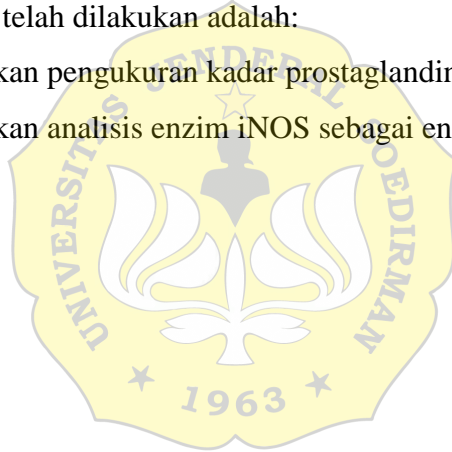 telah dilakukan adalah:
kan pengukuran kadar prostaglandin
kan analisis enzim iNOS sebagai en
UNIVERSITAS JENDERAL SOEDIRMAN
1963